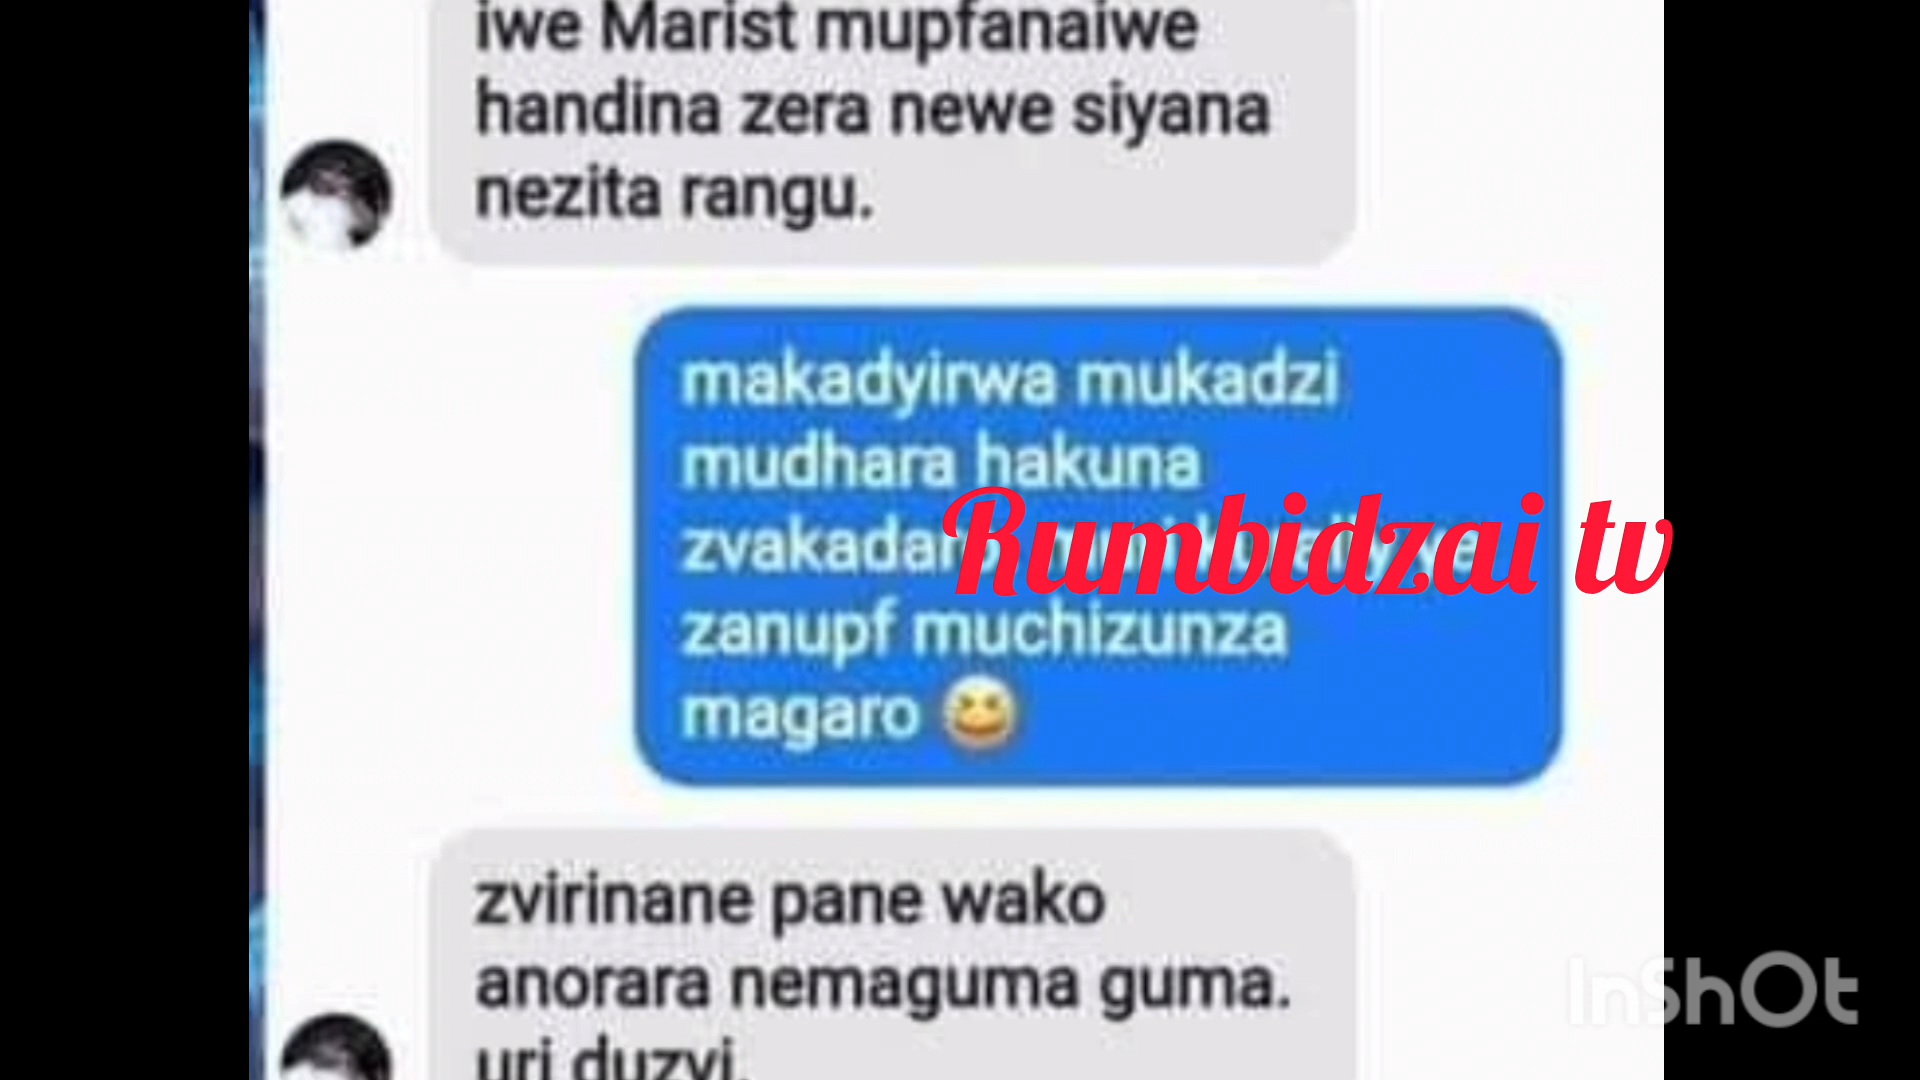 iwe Marist mupfanaiwe
handina zera newe siyana
nezita rangu.
makadyirwa mukadzi
mudhara hakuna
Rumbidzai tv
zanupf muchizunza
magaro 😆
zvirinane pane wako
anorara nemaguma guma.
uri duzvi.
InShOt